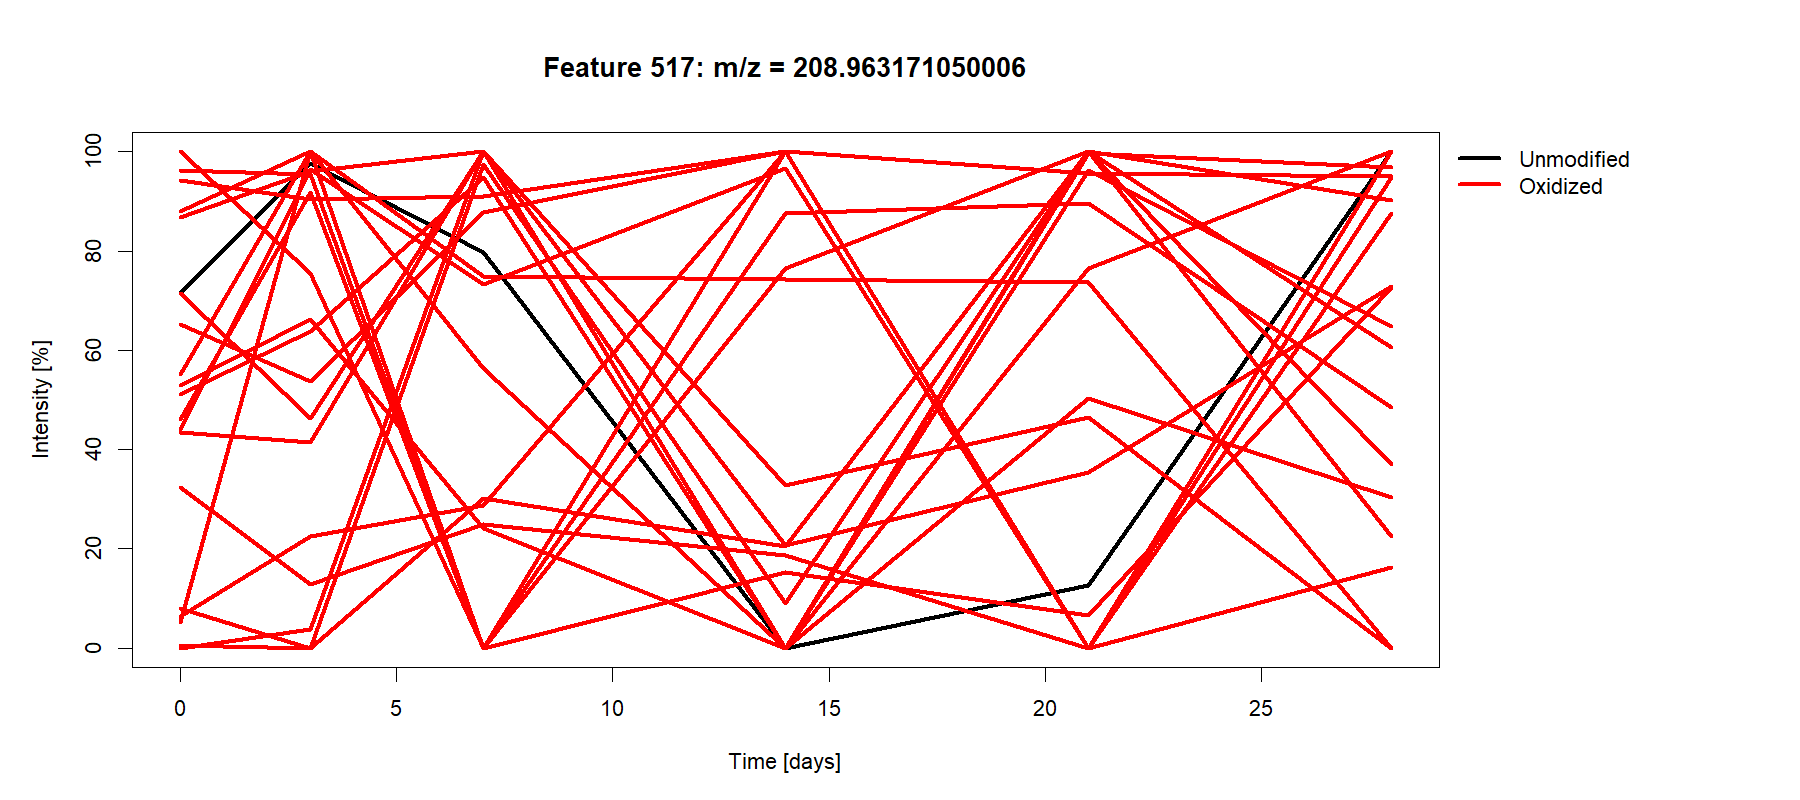 Feature 517: m/z = 208.963171050006
Unmodified
Oxidized
100
80
60
40
20
0
Intensity [%]
0 5 10 15 20 25
Time [days]